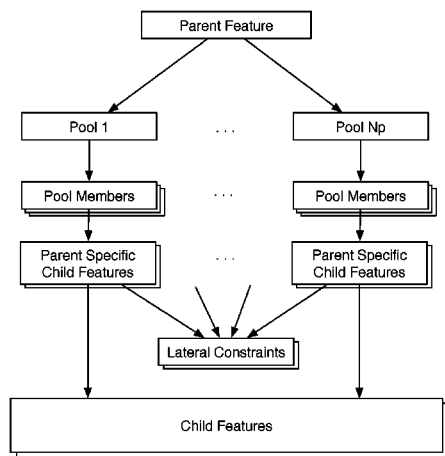 Parent Feature
Pool 1 . . . Pool Np
Pool Members . . . Pool Members
Parent Specific . . . Parent Specific
Child Features Child Features
Lateral Constraints
Child Features